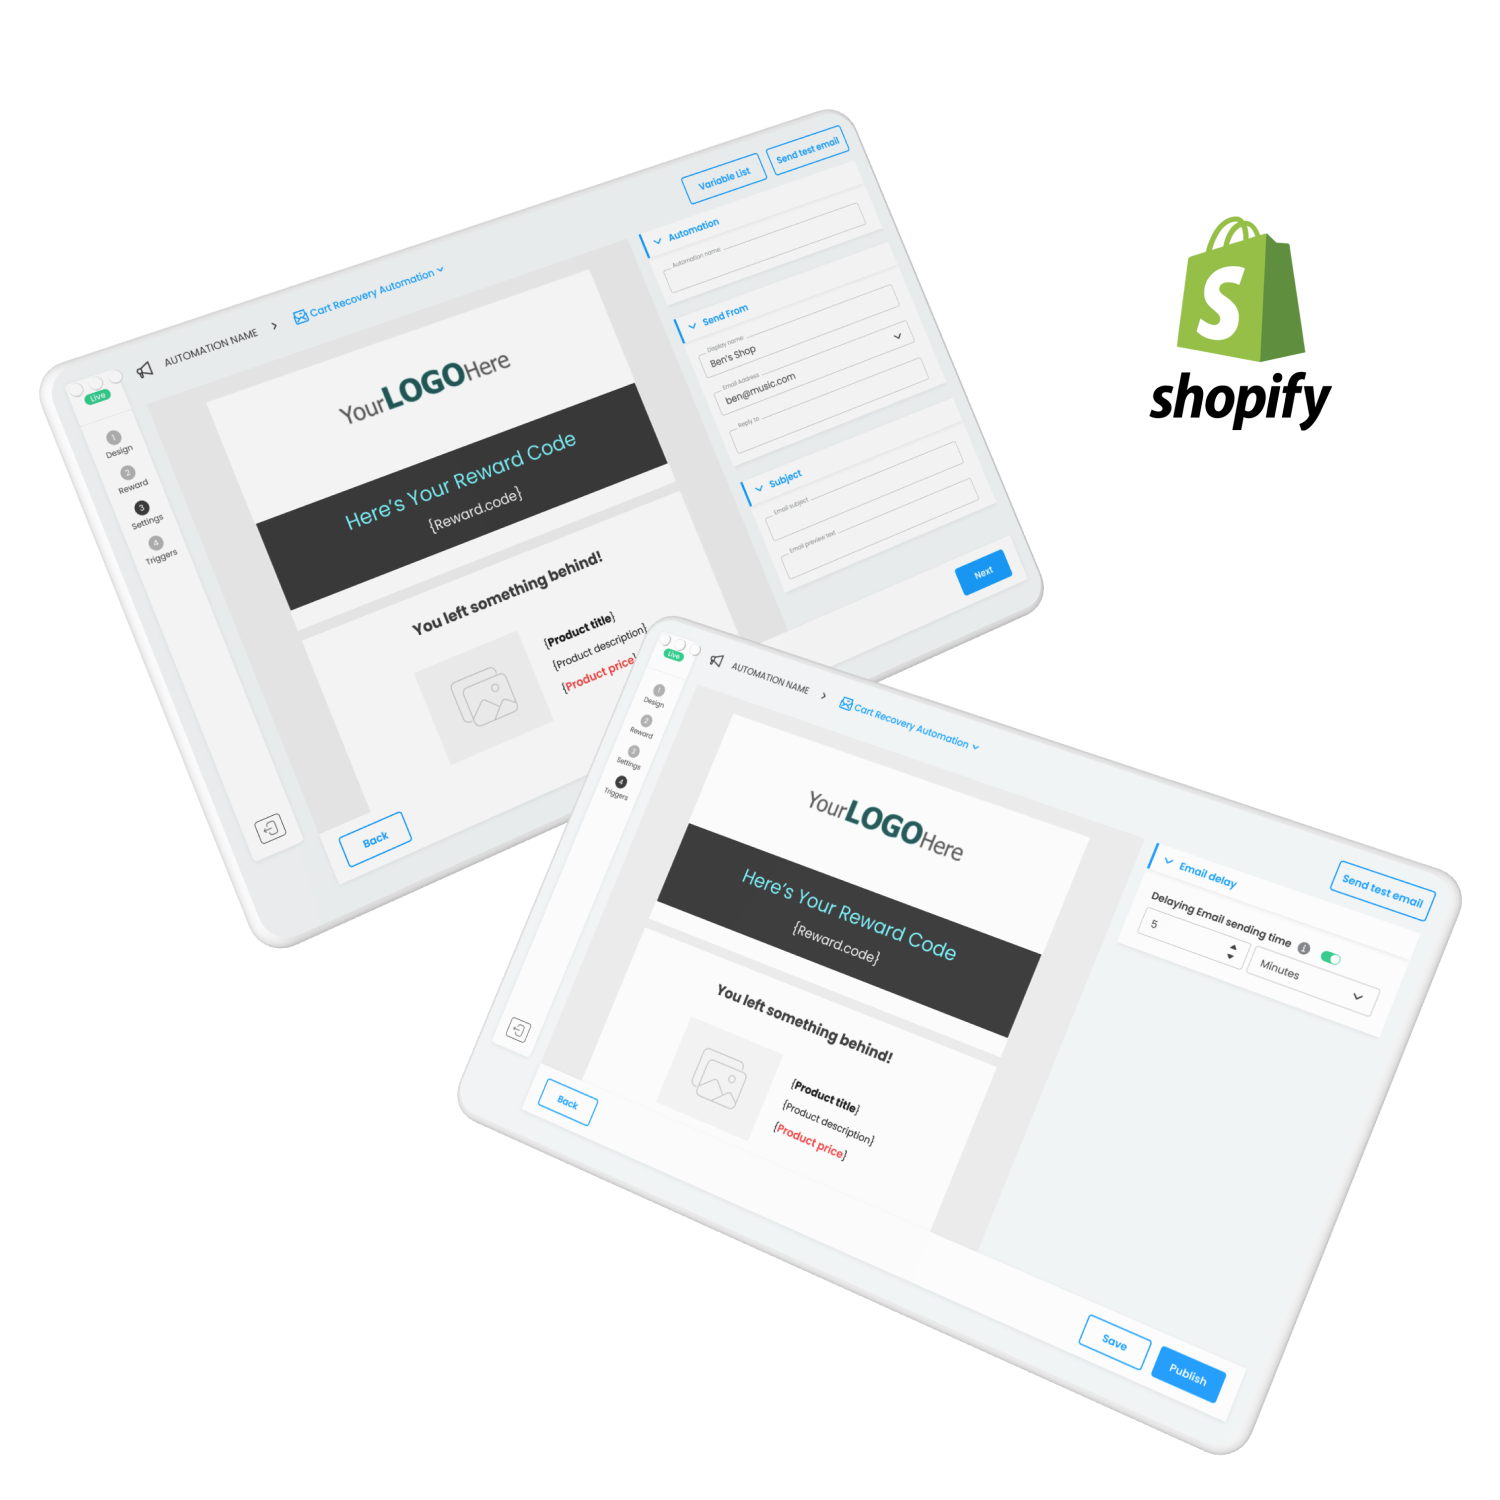 Variable List
Send test email
Live
AUTOMATION NAME
Cart Recovery Automation
1
Design
2
Reward
3
Settings
4
Triggers
YourLOGOHere
Here's Your Reward Code
{Reward.code}
You left something behind!
{Product title}
{Product description}
{Product price}
Automation
Automation name
Send From
Display name
Ben's Shop
Email Address
ben@music.com
Reply to
Subject
Email subject
Email preview text
Back
Next
S
shopify
Live
AUTOMATION NAME
Cart Recovery Automation
1
Design
2
Reward
3
Settings
4
Triggers
YourLOGOHere
Here's Your Reward Code
{Reward.code}
You left something behind!
{Product title}
{Product description}
{Product price}
Send test email
Email delay
Delaying Email sending time i
5
Minutes
Back
Save
Publish